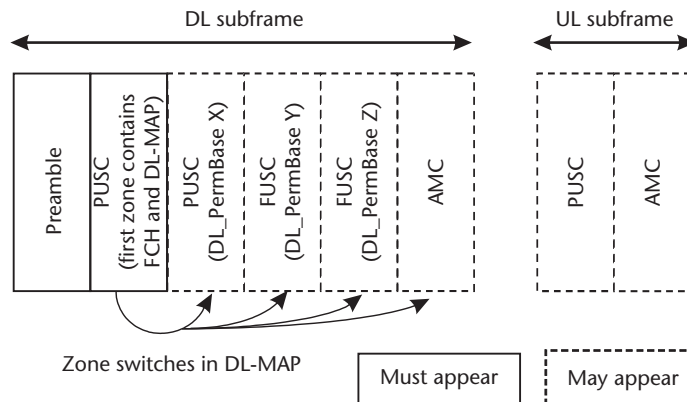 DL subframe
UL subframe
Preamble
PUSC
(first zone contains
FCH and DL-MAP)
PUSC
(DL_PermBase X)
FUSC
(DL_PermBase Y)
FUSC
(DL_PermBase Z)
AMC
PUSC
AMC
Zone switches in DL-MAP
Must appear
May appear